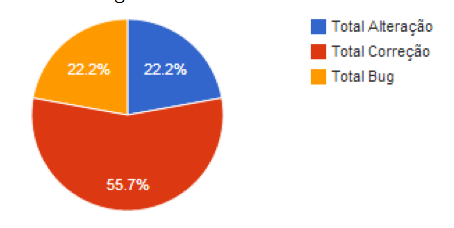 22.2%
22.2%
55.7%
Total Alteração
Total Correção
Total Bug